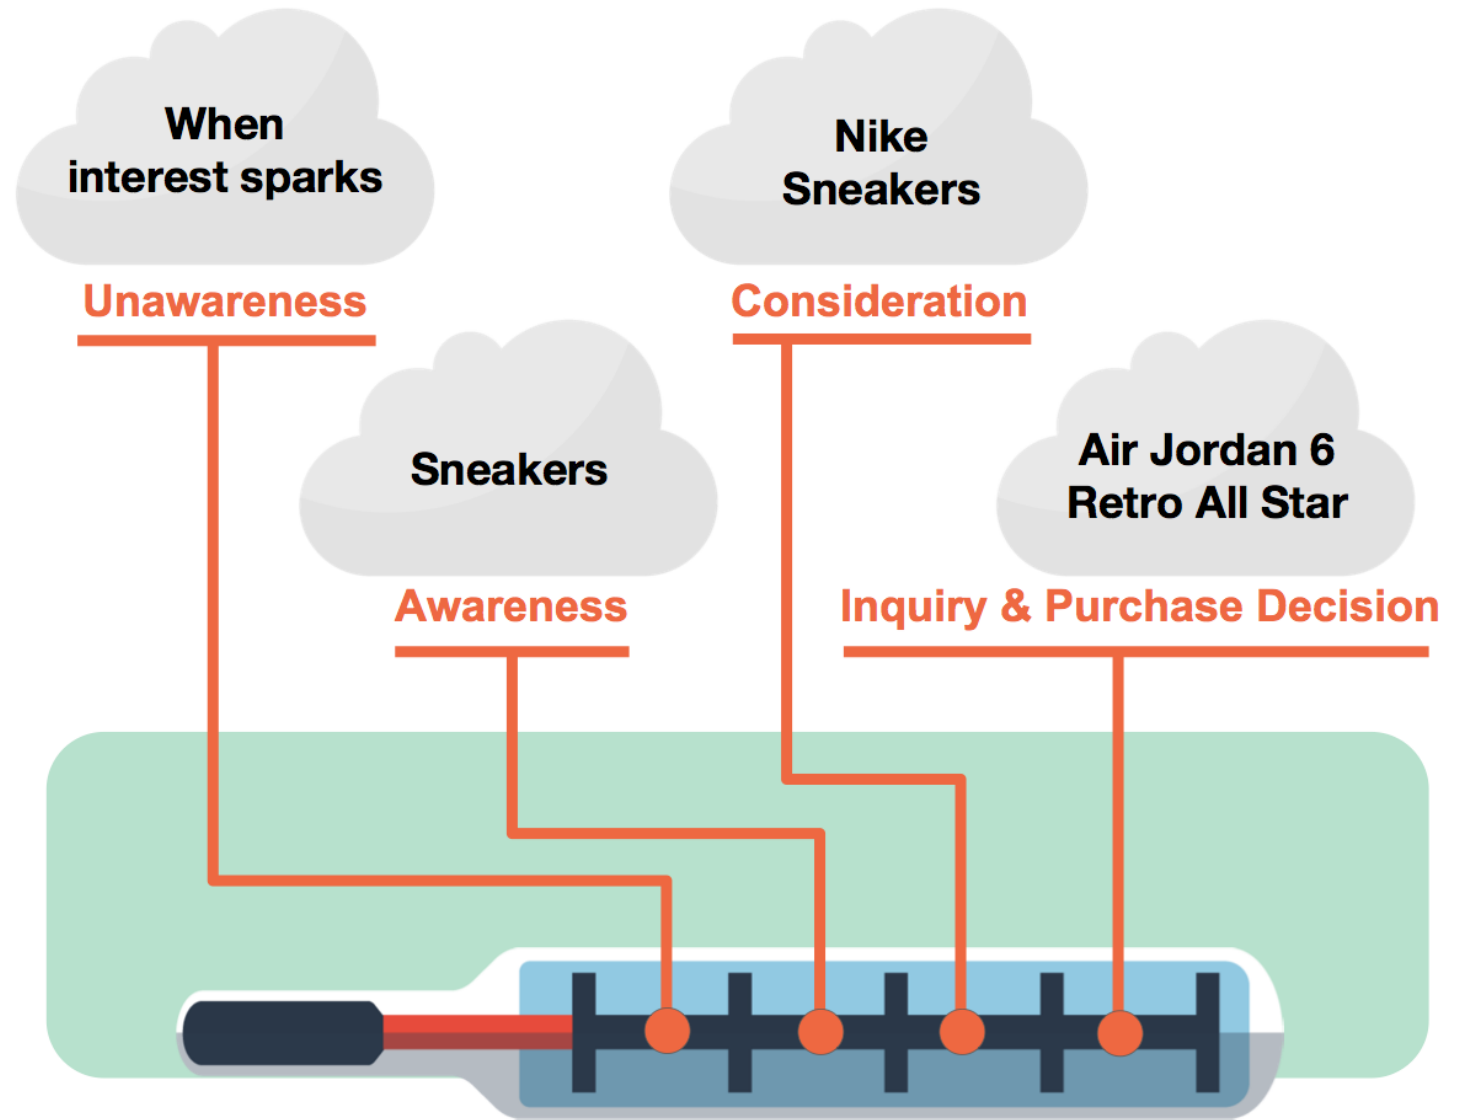 When
interest sparks
Unawareness
Sneakers
Awareness
Nike
Sneakers
Consideration
Air Jordan 6
Retro All Star
Inquiry & Purchase Decision